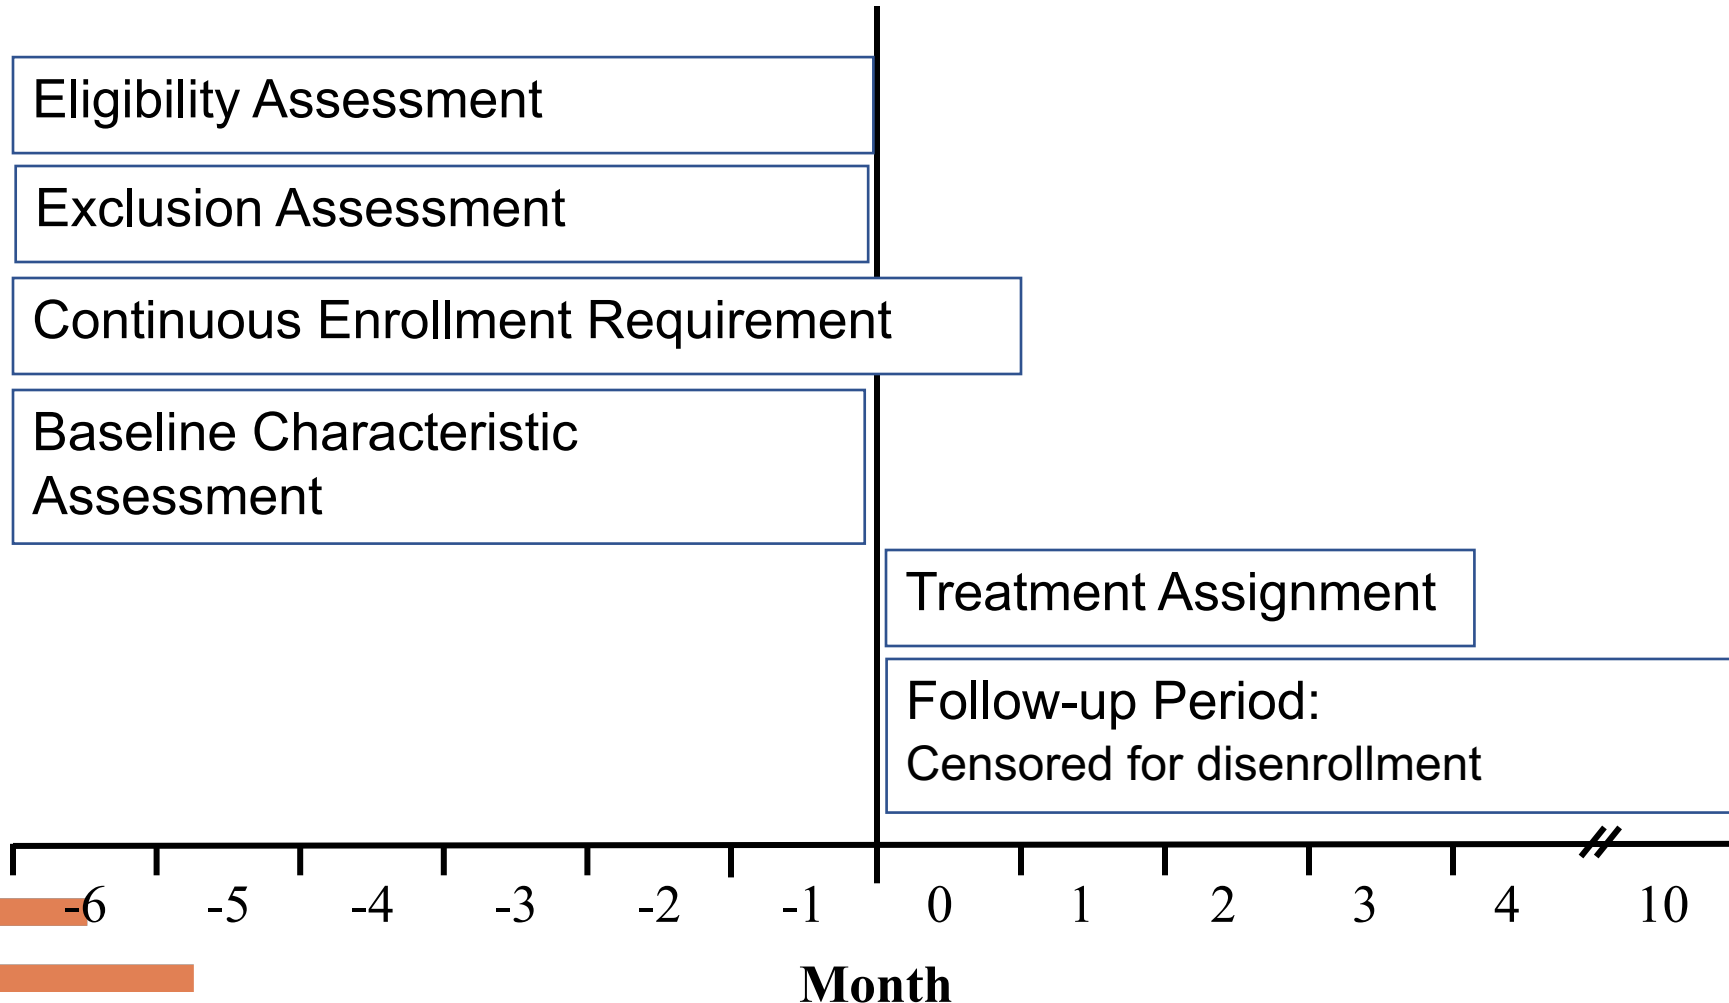 Eligibility Assessment
Exclusion Assessment
Continuous Enrollment Requirement
Baseline Characteristic
Assessment
Treatment Assignment
Follow-up Period:
Censored for disenrollment
-6 -5 -4 -3 -2 -1 0 1 2 3 4 10
Month